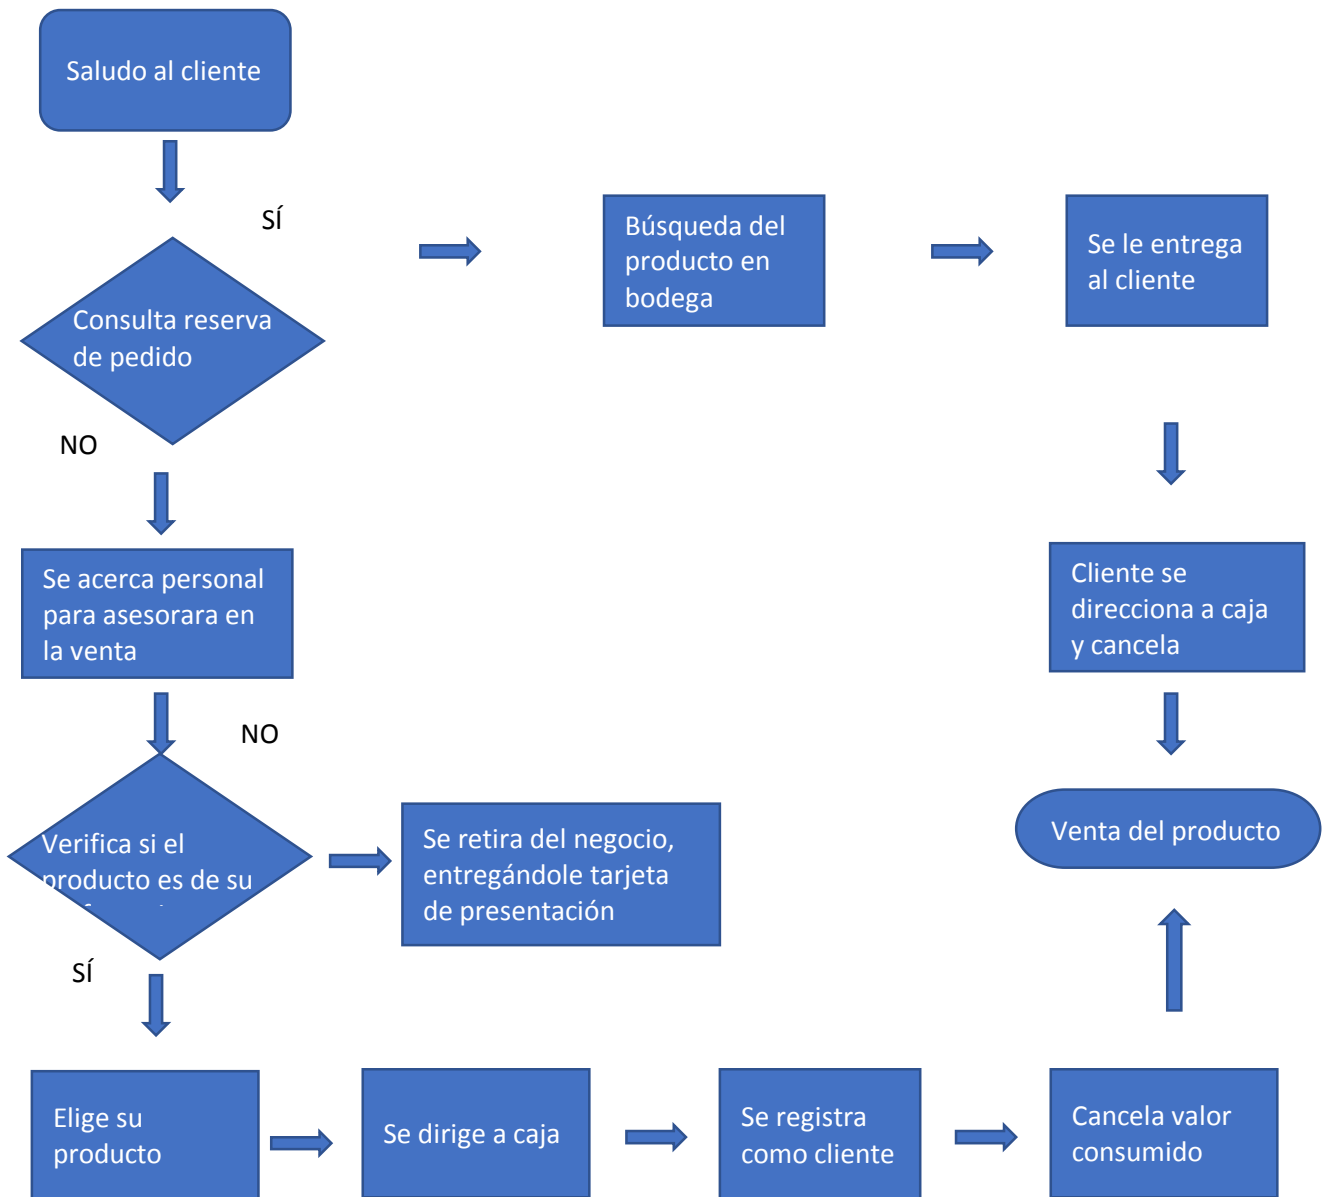 Saludo al cliente
SÍ
Consulta reserva
de pedido
Búsqueda del
producto en
bodega
Se le entrega
al cliente
NO
Se acerca personal
para asesorara en
la venta
Cliente se
direcciona a caja
y cancela
NO
Verifica si el
producto es de su
Se retira del negocio,
entregándole tarjeta
de presentación
Venta del producto
SÍ
Elige su
producto
Se dirige a caja
Se registra
como cliente
Cancela valor
consumido